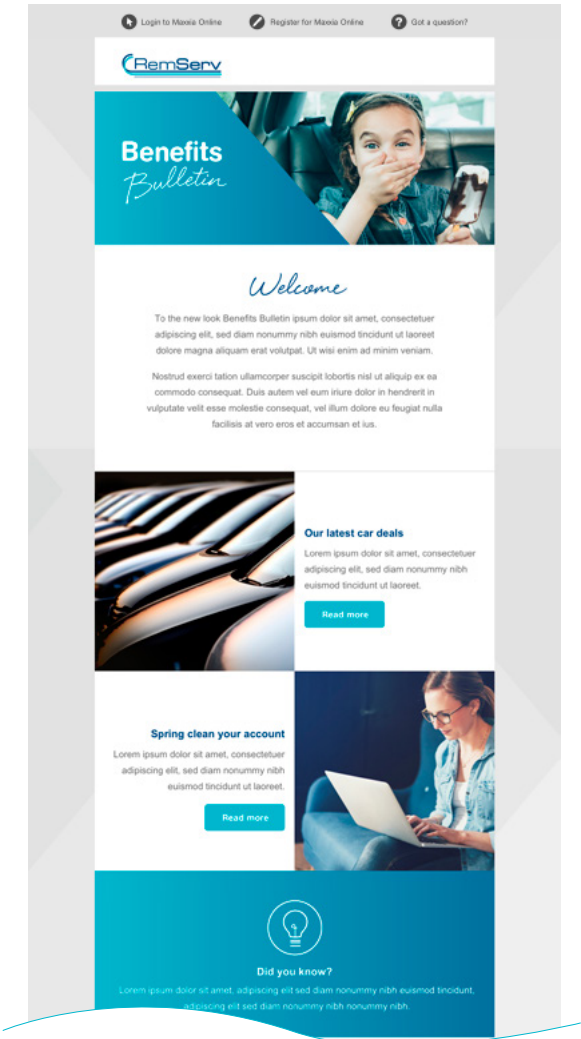 Login to Maxxia Online
Register for Maxxia Online
Got a question?
RemServ
Benefits
Bulletin
Welcome
To the new look Benefits Bulletin ipsum dolor sit amet, consectetuer
adipiscing elit, sed diam nonummy nibh euismod tincidunt ut laoreet
dolore magna aliquam erat volutpat. Ut wisi enim ad minim veniam.
Nostrud exerci tation ullamcorper suscipit lobortis nisl ut aliquip ex ea
commodo consequat. Duis autem vel eum iriure dolor in hendrerit in
vulputate velit esse molestie consequat, vel illum dolore eu feugiat nulla
facilisis at vero eros et accumsan et ius.
Our latest car deals
Lorem ipsum dolor sit amet, consectetuer
adipiscing elit, sed diam nonummy nibh
euismod tincidunt ut laoreet.
Read more
Spring clean your account
Lorem ipsum dolor sit amet, consectetuer
adipiscing elit, sed diam nonummy nibh
euismod tincidunt ut laoreet.
Read more
Did you know?
Lorem ipsum dolor sit amet, adipiscing elit sed diam nonummy nibh euismod tincidunt,
adipiscing elit sed diam nonummy nibh nonummy nibh.